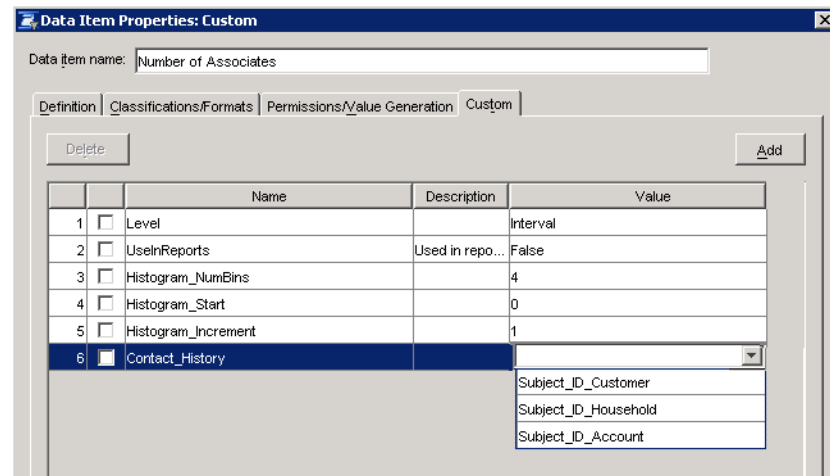 Data Item Properties: Custom
Data item name: Number of Associates
Definition Classifications/Formats Permissions/Value Generation Custom
Delete Add
Name Description Value
1 Level Interval
2 UseInReports Used in repo... False
3 Histogram_NumBins 4
4 Histogram_Start 0
5 Histogram_Increment 1
6 Contact_History
Subject_ID_Customer
Subject_ID_Household
Subject_ID_Account